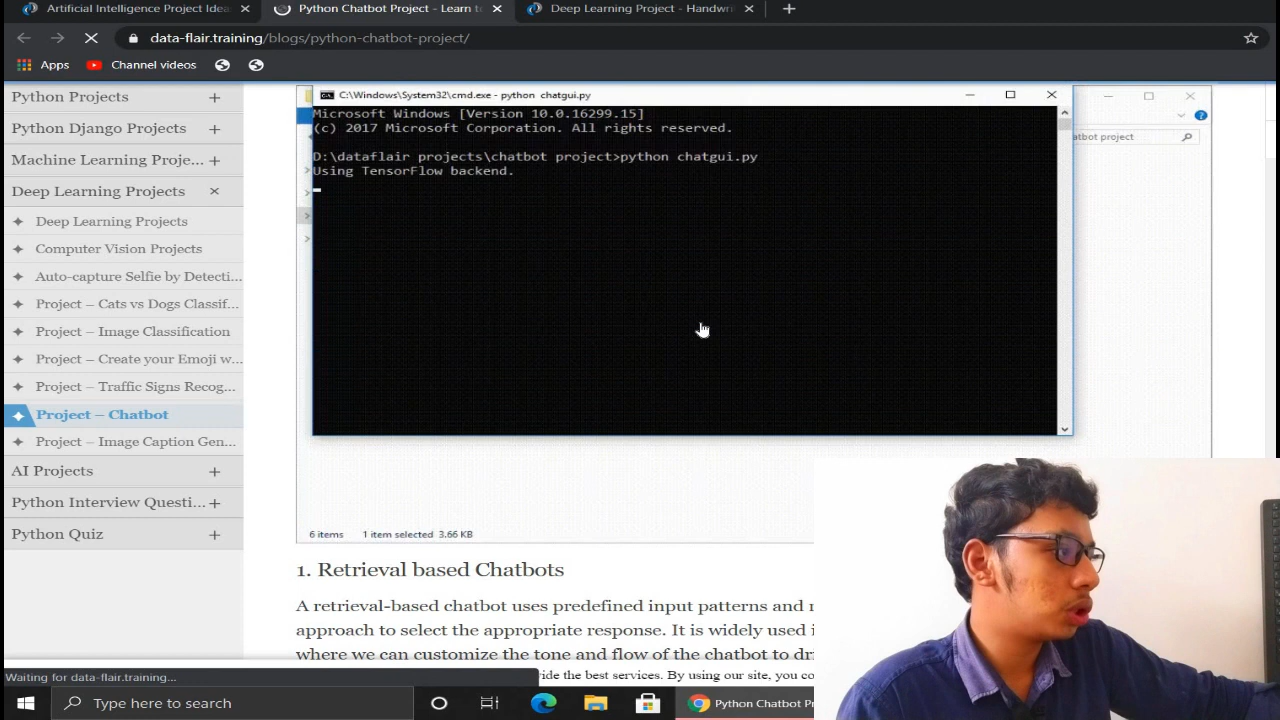 Artificial Intelligence Project Idea
Python Chatbot Project - Learn to
Deep Learning Project - Handwri
data-flair.training/blogs/python-chatbot-project/
Apps
Channel videos
Python Projects
Python Django Projects
Machine Learning Proje...
Deep Learning Projects
Deep Learning Projects
Computer Vision Projects
Auto-capture Selfie by Detecti...
Project – Cats vs Dogs Classif...
Project – Image Classification
Project – Create your Emoji w...
Project – Traffic Signs Recog...
Project – Chatbot
Project – Image Caption Gen...
AI Projects
Python Interview Questi...
Python Quiz
C:\Windows\System32\cmd.exe - python chatgui.py
Microsoft Windows [Version 10.0.16299.15]
(c) 2017 Microsoft Corporation. All rights reserved.
D:\dataflair projects\chatbot project>python chatgui.py
Using TensorFlow backend.
atbot project
6 items 1 item selected 3.66 KB
1. Retrieval based Chatbots
A retrieval-based chatbot uses predefined input patterns and
approach to select the appropriate response. It is widely used
where we can customize the tone and flow of the chatbot to
vide the best services. By using our site, you
Waiting for data-flair.training...
Type here to search
Python Chatbot Pr